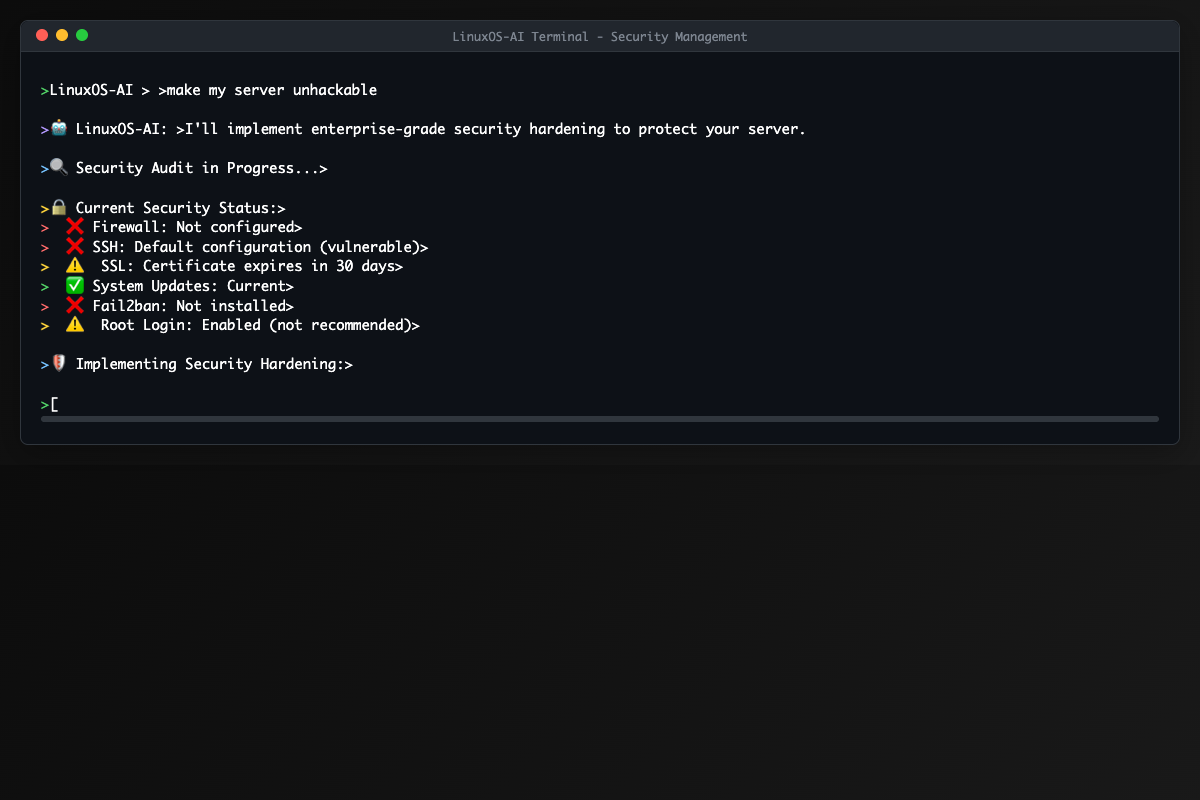 LinuxOS-AI Terminal - Security Management
>LinuxOS-AI > >make my server unhackable
>🤖 LinuxOS-AI: >I'll implement enterprise-grade security hardening to protect your server.
>🔍 Security Audit in Progress...>
>🔒 Current Security Status:>
> ❌ Firewall: Not configured>
> ❌ SSH: Default configuration (vulnerable)>
> ⚠️ SSL: Certificate expires in 30 days>
> ✅ System Updates: Current>
> ❌ Fail2ban: Not installed>
> ⚠️ Root Login: Enabled (not recommended)>
>🛡️ Implementing Security Hardening:>
>[